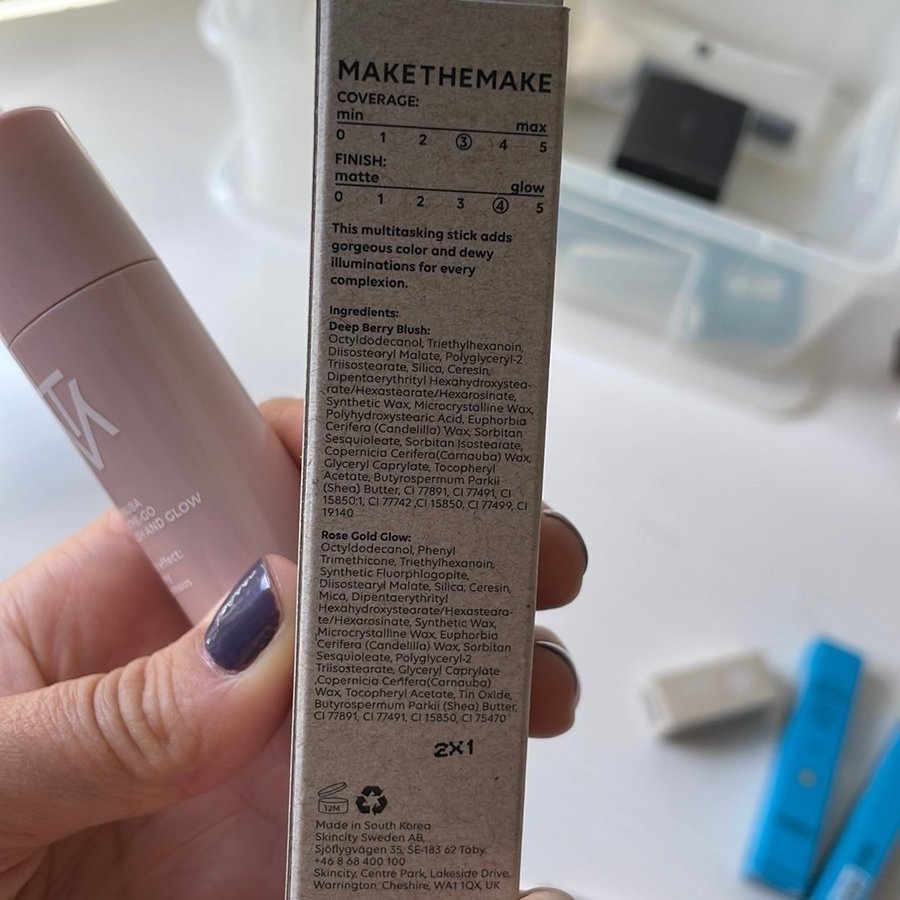 MAKETHEMAKE
COVERAGE:
min max
0 1 2 3 4 5
FINISH:
matte glow
0 1 2 3 4 5
This multitasking stick adds
gorgeous color and dewy
illuminations for every
complexion.
Ingredients:
Deep Berry Blush:
Octyldodecanol, Triethylhexanoin,
Diisostearyl Malate, Polyglyceryl-2
Triisostearate, Silica, Ceresin,
Dipentaerythrityl Hexahydroxystea-
rate/Hexastearate/Hexarosinate,
Synthetic Wax, Microcrystalline Wax,
Polyhydroxystearic Acid, Euphorbia
Cerifera (Candelilla) Wax, Sorbitan
Sesquioleate, Sorbitan Isostearate,
Copernicia Cerifera(Carnauba) Wax,
Glyceryl Caprylate, Tocopheryl
Acetate, Butyrospermum Parkii
(Shea) Butter, CI 77891, CI 77491, CI
15850:1, CI 77742 ,CI 15850, CI 77499, CI
19140
Rose Gold Glow:
Octyldodecanol, Phenyl
Trimethicone, Triethylhexanoin,
Synthetic Fluorphlogopite,
Diisostearyl Malate, Silica, Ceresin,
Mica, Dipentaerythrityl
Hexahydroxystearate/Hexasteara-
te/Hexarosinate, Synthetic Wax,
Microcrystalline Wax, Euphorbia
Cerifera (Candelilla) Wax, Sorbitan
Sesquioleate, Polyglyceryl-2
Triisostearate, Glyceryl Caprylate
,Copernicia Cerifera(Carnauba)
Wax, Tocopheryl Acetate, Tin Oxide,
Butyrospermum Parkii (Shea) Butter,
CI 77891, CI 77491, CI 15850, CI 75470
2X1
12M
Made in South Korea
Skincity Sweden AB,
Sjöflygvägen 35, SE-183 62 Täby.
+46 8 68 400 100
Skincity, Centre Park, Lakeside Drive,
Warrington, Cheshire, WA1 1QX, UK
AND GLOW